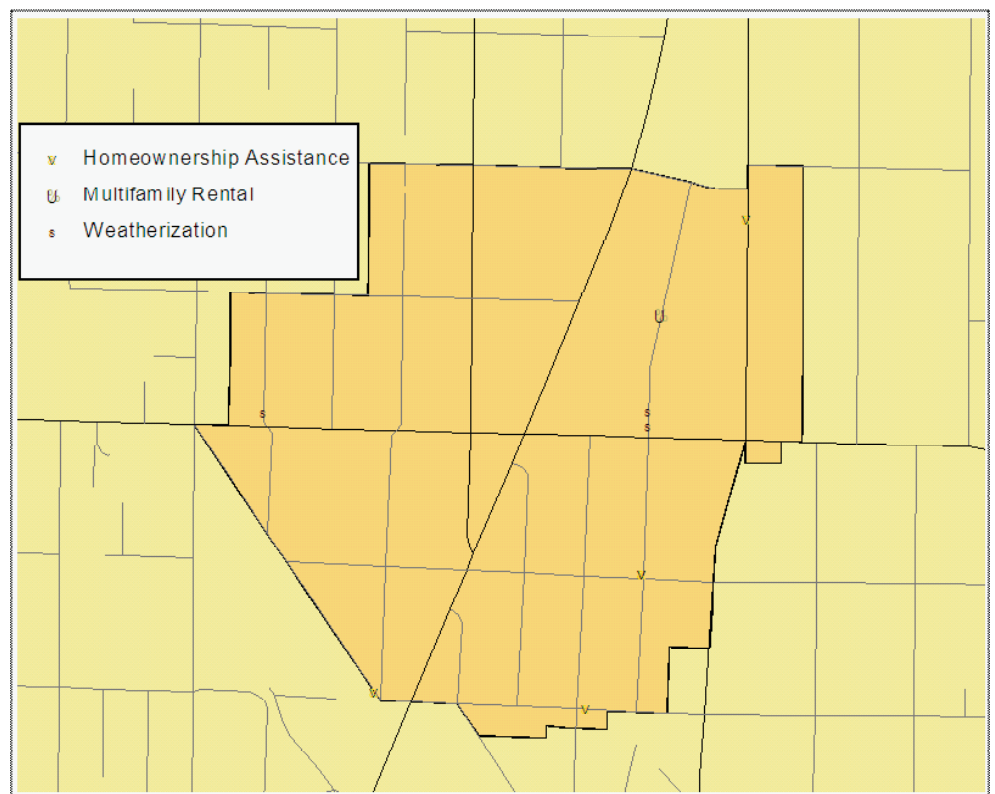 v Homeownership Assistance
U Multifamily Rental
s Weatherization
v
U
s
s
s
v
v
v